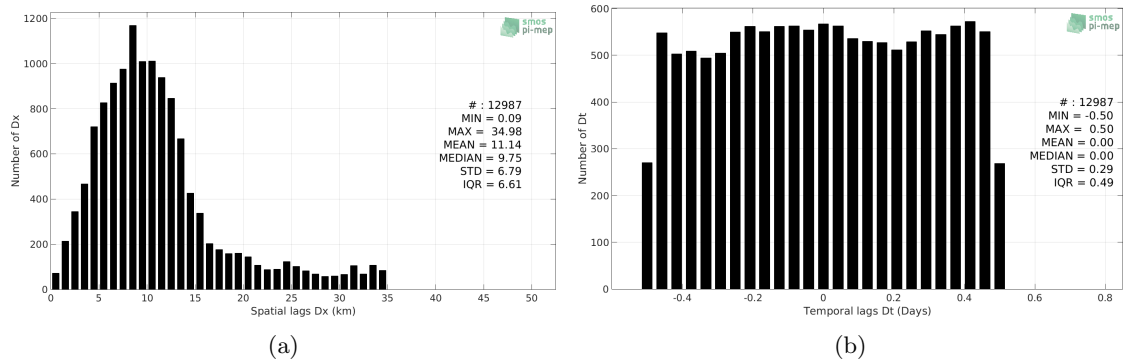 1200
1000
800
600
400
200
0
Number of Dx
0 5 10 15 20 25 30 35 40 45 50
Spatial lags Dx (km)
smos
pi-mep
# : 12987
MIN = 0.09
MAX = 34.98
MEAN = 11.14
MEDIAN = 9.75
STD = 6.79
IQR = 6.61
(a)
600
500
400
300
200
100
0
Number of Dt
-0.4 -0.2 0 0.2 0.4 0.6 0.8
Temporal lags Dt (Days)
smos
pi-mep
# : 12987
MIN = -0.50
MAX = 0.50
MEAN = 0.00
MEDIAN = 0.00
STD = 0.29
IQR = 0.49
(b)